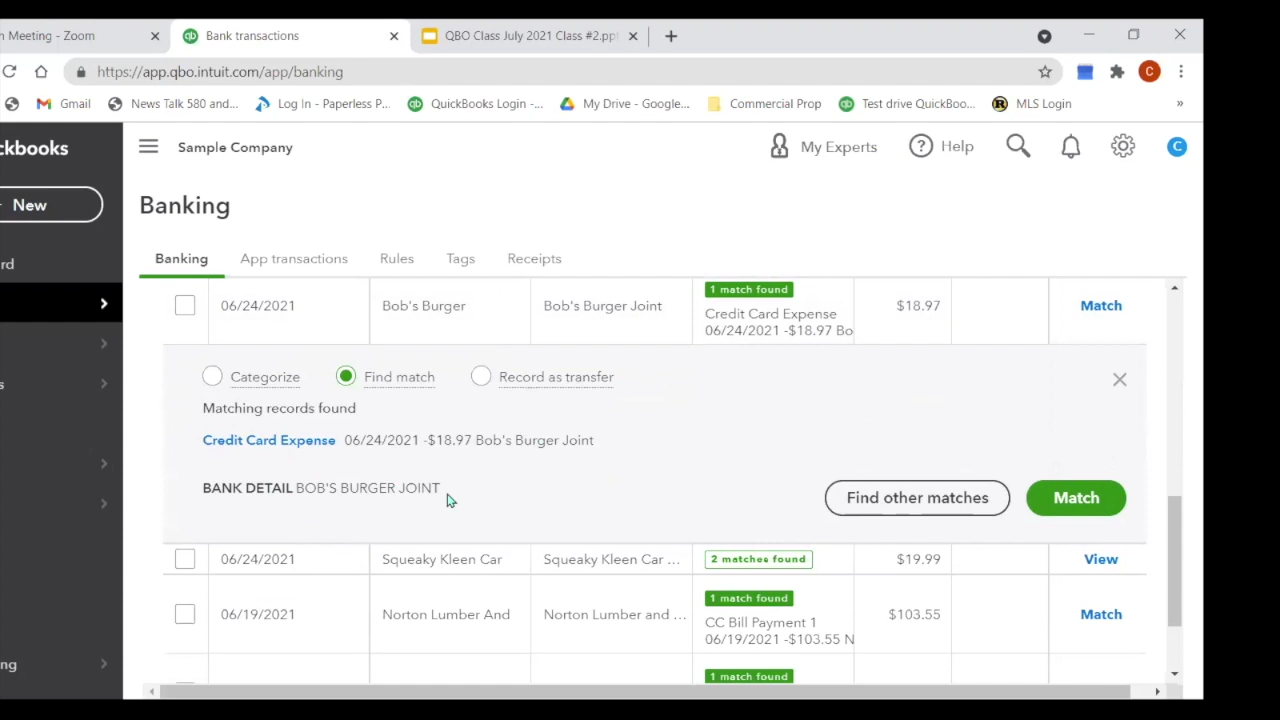 h Meeting - Zoom
Bank transactions
QBO Class July 2021 Class #2.ppt
https://app.qbo.intuit.com/app/banking
C
Gmail
News Talk 580 and...
Log In - Paperless P...
QuickBooks Login -...
My Drive - Google...
Commercial Prop
Test drive QuickBoo...
MLS Login
»
ckbooks
Sample Company
My Experts
Help
C
New
Banking
rd
Banking
App transactions
Rules
Tags
Receipts
06/24/2021
Bob's Burger
Bob's Burger Joint
1 match found
Credit Card Expense
06/24/2021 -$18.97 Bo
$18.97
Match
Categorize
Find match
Record as transfer
Matching records found
Credit Card Expense 06/24/2021 -$18.97 Bob's Burger Joint
BANK DETAIL BOB'S BURGER JOINT
Find other matches
Match
s
06/24/2021
Squeaky Kleen Car
Squeaky Kleen Car ...
2 matches found
$19.99
View
06/19/2021
Norton Lumber And
Norton Lumber and ...
1 match found
CC Bill Payment 1
06/19/2021 -$103.55 N
$103.55
Match
ng
1 match found